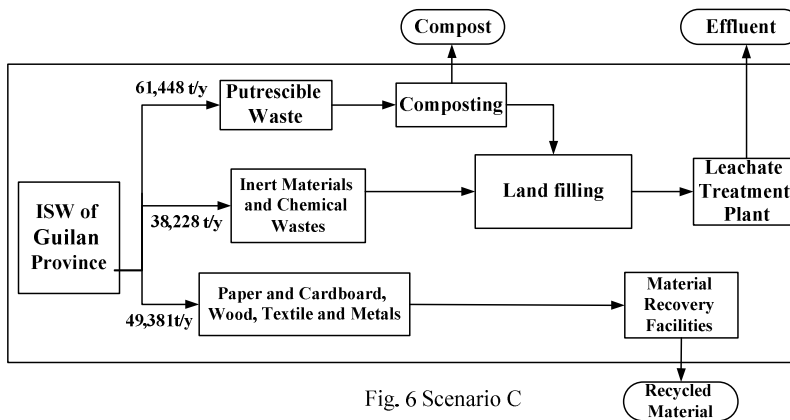 Compost
Effluent
61,448 t/y
Putrescible
Waste
Composting
ISW of
Guilan
Province
38,228 t/y
Inert Materials
and Chemical
Wastes
Land filling
Leachate
Treatment
Plant
49,381t/y
Paper and Cardboard,
Wood, Textile and Metals
Material
Recovery
Facilities
Recycled
Material
Fig. 6 Scenario C